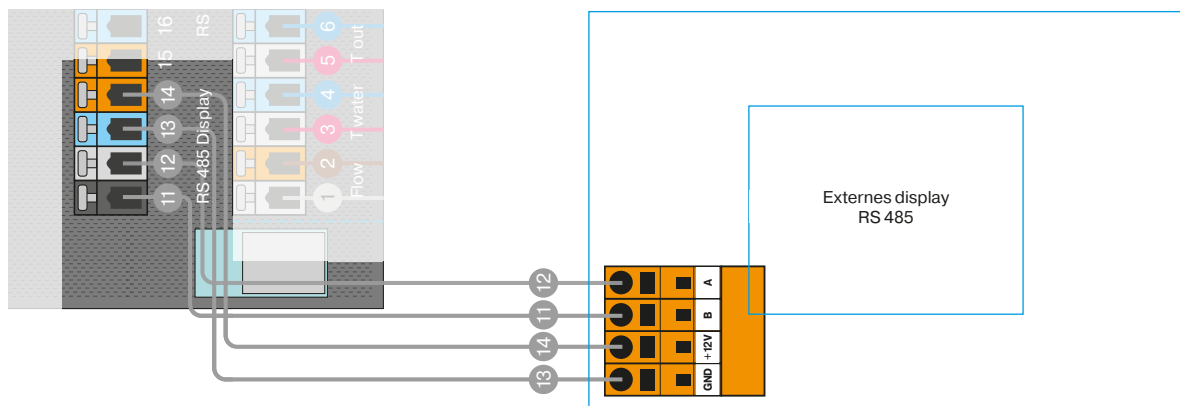 16
15
14
13
12
11
RS
RS 485 Display
6
5
4
3
2
1
T out
T water
Flow
12
11
14
13
A
B
+12V
GND
Externes display
RS 485